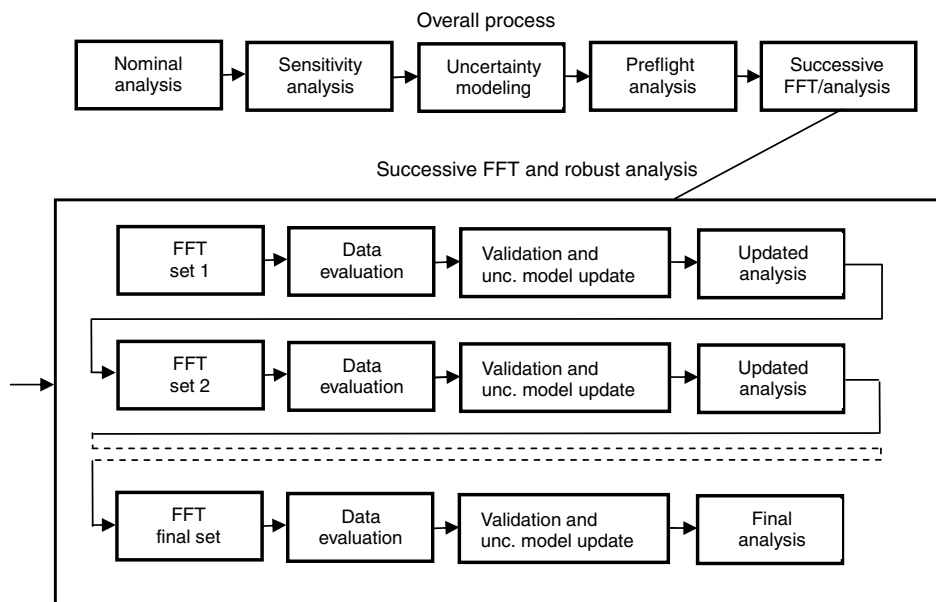 Overall process
Nominal
analysis
Sensitivity
analysis
Uncertainty
modeling
Preflight
analysis
Successive
FFT/analysis
Successive FFT and robust analysis
FFT
set 1
Data
evaluation
Validation and
unc. model update
Updated
analysis
FFT
set 2
Data
evaluation
Validation and
unc. model update
Updated
analysis
FFT
final set
Data
evaluation
Validation and
unc. model update
Final
analysis